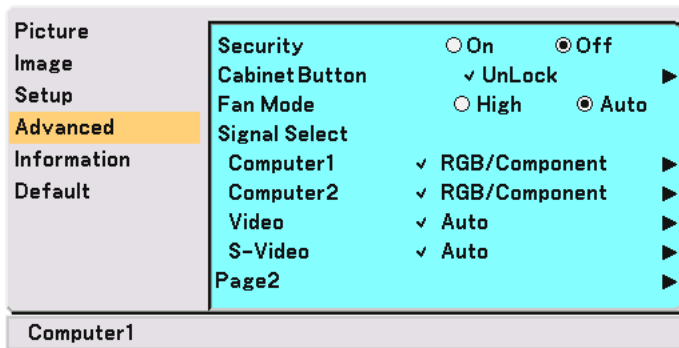 Picture
Image
Setup
Advanced
Information
Default
Security On Off
Cabinet Button UnLock
Fan Mode High Auto
Signal Select
Computer1 RGB/Component
Computer2 RGB/Component
Video Auto
S-Video Auto
Page2
Computer1